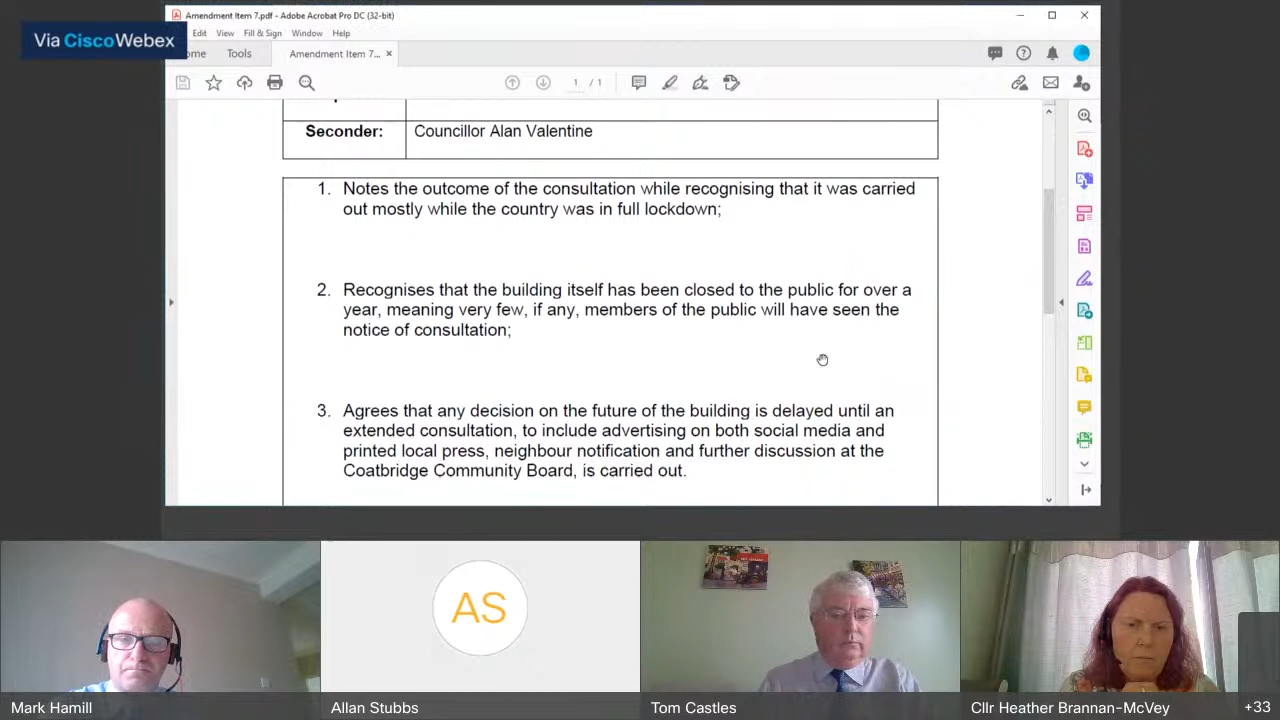 Amendment Item 7.pdf - Adobe Acrobat Pro DC (32-bit)
Via CiscoWebex
Edit View Fill & Sign Window Help
Tools
Amendment Item 7... ×
1 / 1
Seconder: Councillor Alan Valentine
1. Notes the outcome of the consultation while recognising that it was carried
out mostly while the country was in full lockdown;
2. Recognises that the building itself has been closed to the public for over a
year, meaning very few, if any, members of the public will have seen the
notice of consultation;
3. Agrees that any decision on the future of the building is delayed until an
extended consultation, to include advertising on both social media and
printed local press, neighbour notification and further discussion at the
Coatbridge Community Board, is carried out.
AS
Mark Hamill
Allan Stubbs
Tom Castles
Cllr Heather Brannan-McVey
+33